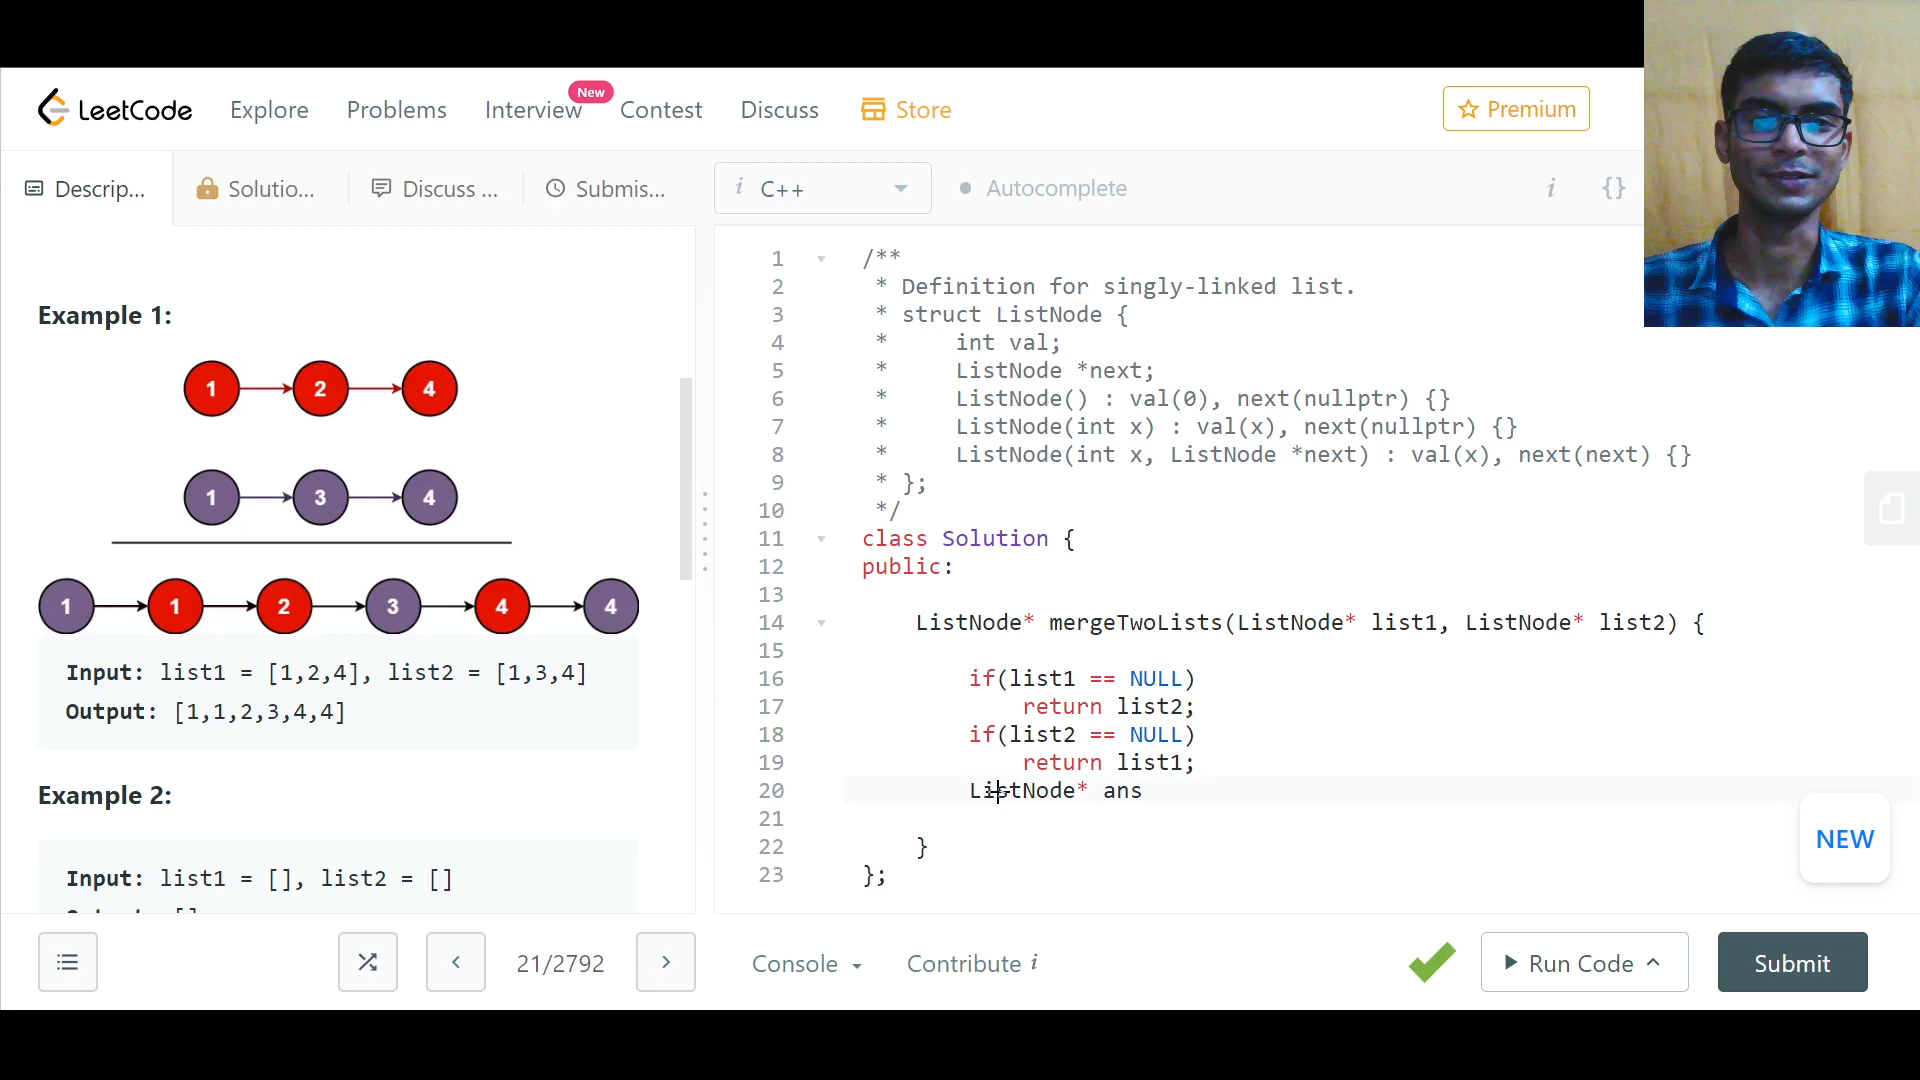 LeetCode
Explore
Problems
Interview
New
Contest
Discuss
Store
Premium
Descrip...
Solutio...
Discuss ...
Submis...
i C++
Autocomplete
i
{}
Example 1:
1 2 4
1 3 4
1 1 2 3 4 4
Input: list1 = [1,2,4], list2 = [1,3,4]
Output: [1,1,2,3,4,4]
Example 2:
Input: list1 = [], list2 = []
1 /**
2 * Definition for singly-linked list.
3 * struct ListNode {
4 * int val;
5 * ListNode *next;
6 * ListNode() : val(0), next(nullptr) {}
7 * ListNode(int x) : val(x), next(nullptr) {}
8 * ListNode(int x, ListNode *next) : val(x), next(next) {}
9 * };
10 */
11 class Solution {
12 public:
13
14 ListNode* mergeTwoLists(ListNode* list1, ListNode* list2) {
15
16 if(list1 == NULL)
17 return list2;
18 if(list2 == NULL)
19 return list1;
20 ListNode* ans
21
22 }
23 };
NEW
21/2792
Console
Contribute i
Run Code
Submit